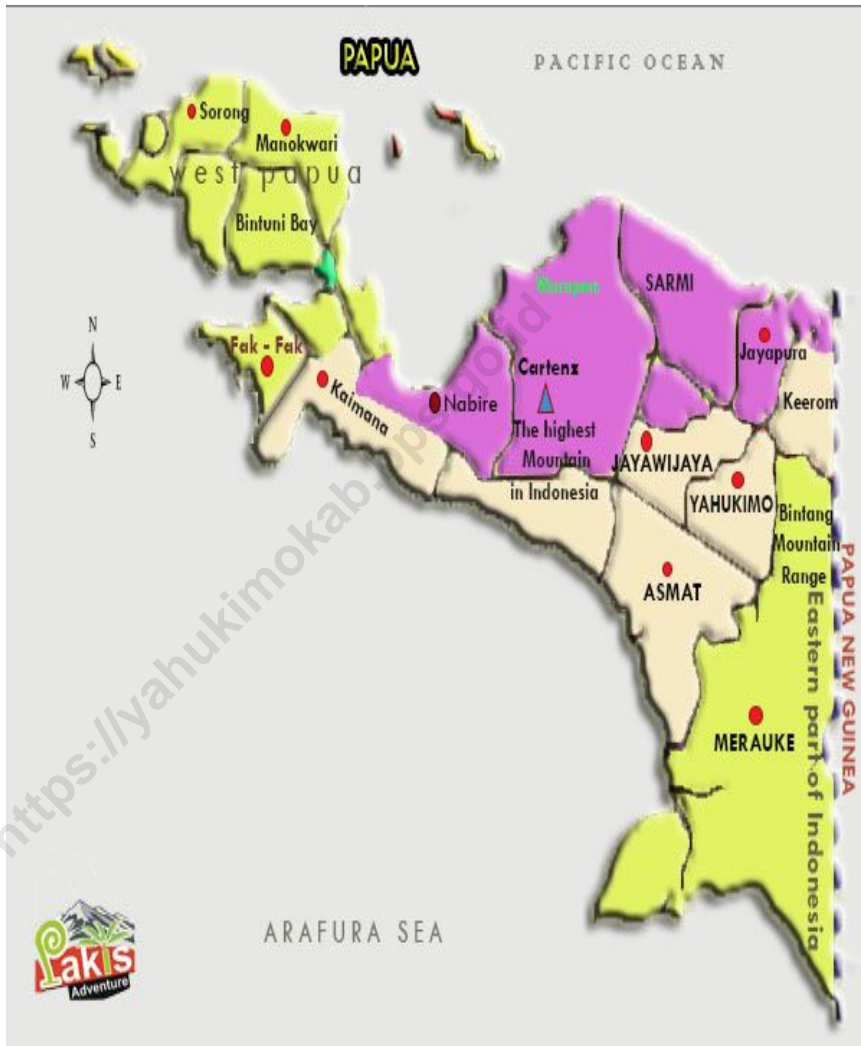 PAPUA
PACIFIC OCEAN
Sorong
Manokwari
west papua
Bintuni Bay
Waropen
SARMI
N
W
E
S
Fak - Fak
Kaimana
Nabire
Cartenz
The highest
Mountain
in Indonesia
Jayapura
Keerom
JAYAWIJAYA
YAHUKIMO
Bintang
Mountain
Range
ASMAT
MERAUKE
Eastern part of Indonesia
PAPUA NEW GUINEA
ARAFURA SEA
Pakis
Adventure
https://yahukimokab.bps.go.id